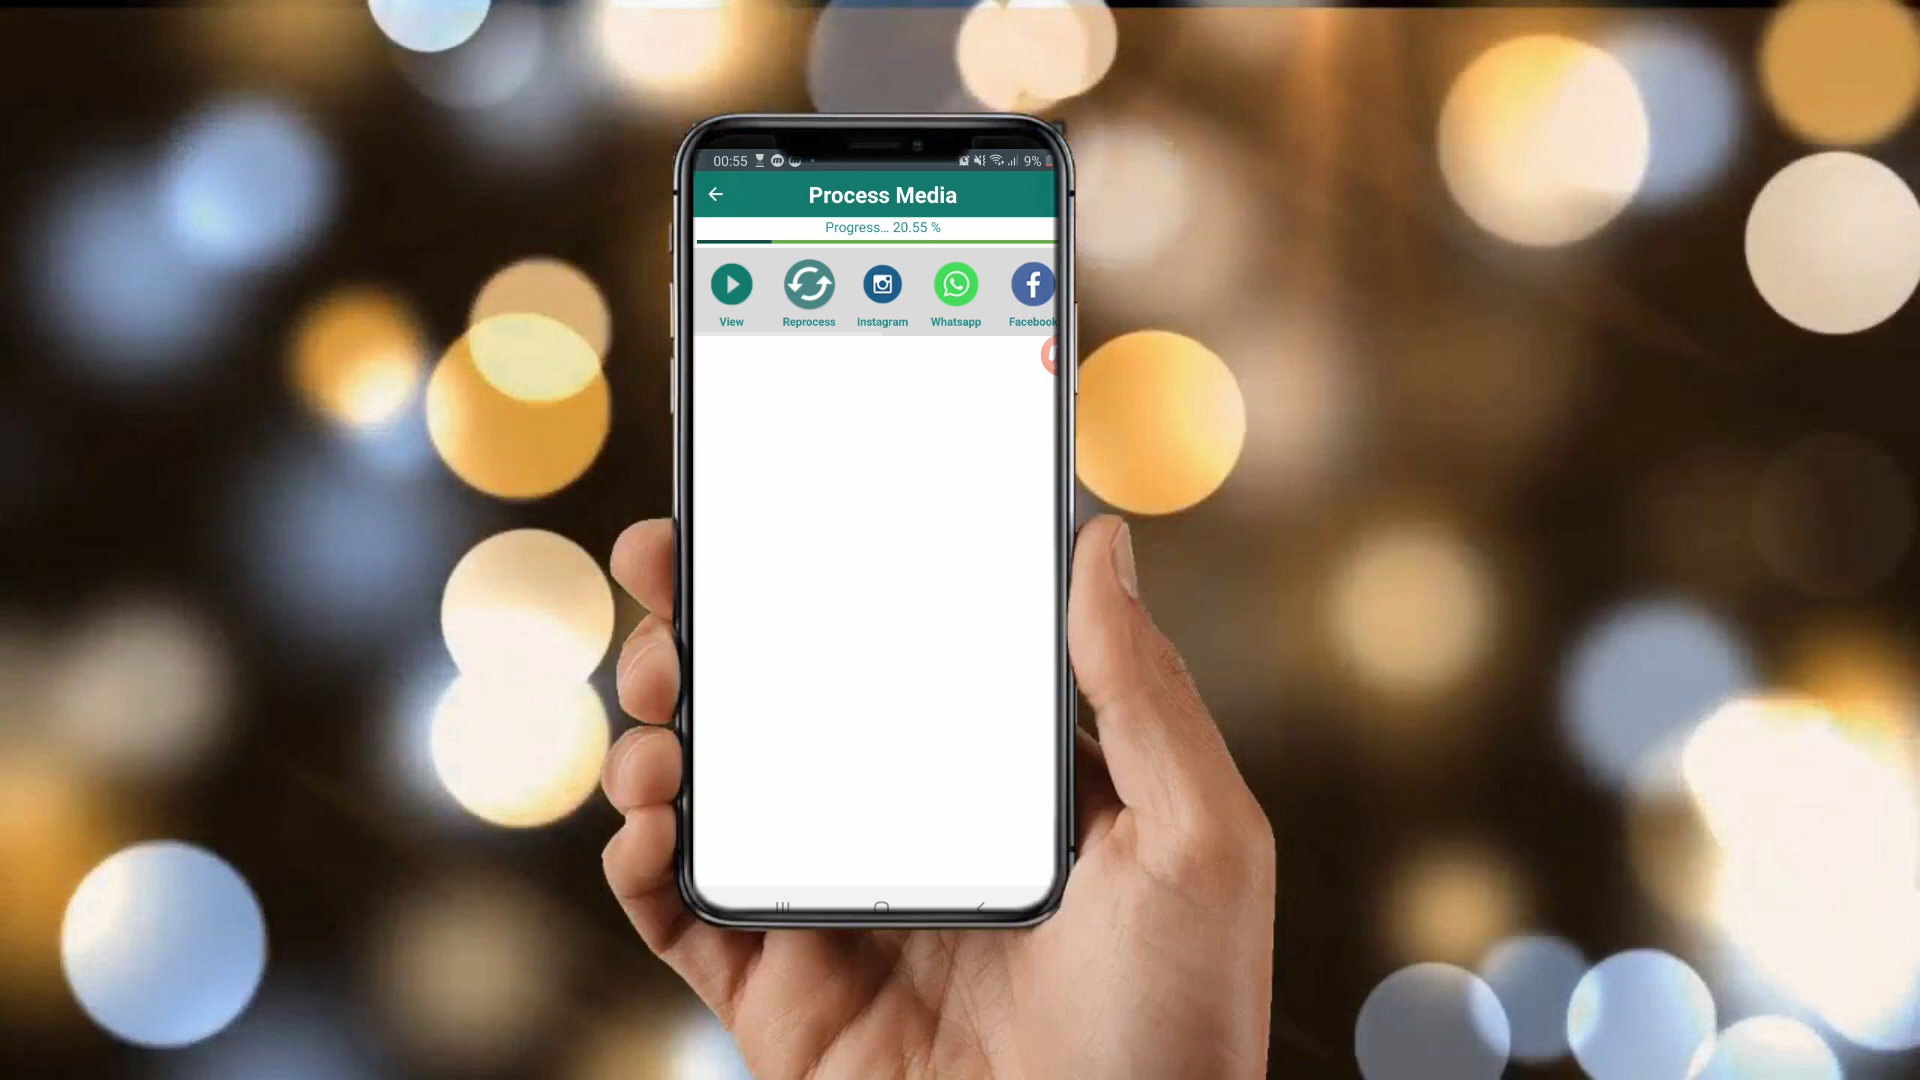 00:55
9%
Process Media
Progress... 20.55 %
View Reprocess Instagram Whatsapp Facebook